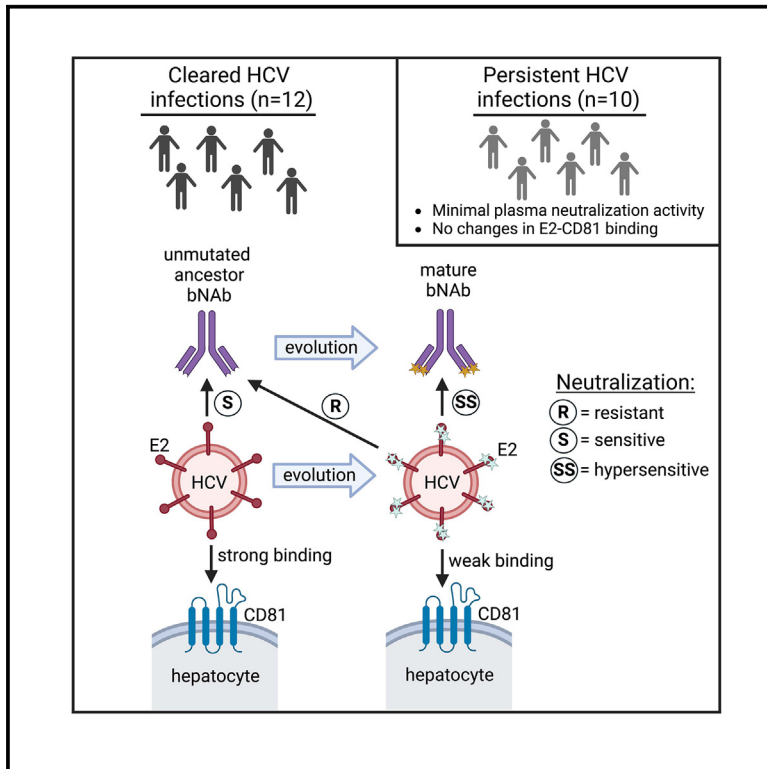 Cleared HCV
infections (n=12)
Persistent HCV
infections (n=10)
• Minimal plasma neutralization activity
• No changes in E2-CD81 binding
unmutated
ancestor
bNAb
mature
bNAb
evolution
S
R
SS
Neutralization:
R = resistant
S = sensitive
SS = hypersensitive
E2
HCV
evolution
E2
HCV
strong binding
weak binding
CD81
CD81
hepatocyte
hepatocyte